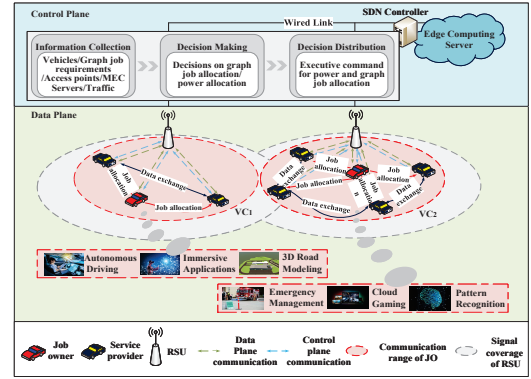 Control Plane
Wired Link
SDN Controller
Edge Computing
Server
Information Collection
Vehicles/Graph job
requirements
/Access points/MEC
Servers/Traffic
Decision Making
Decisions on graph
job allocation/
power allocation
Decision Distribution
Executive command
for power and graph
job allocation
Data Plane
Job
allocation
Data exchange
Job allocation
VC1
Data
exchange
Job
allocation
Job allocation
Job
allocatio
n
Job
allocation
Data
exchange
Data exchange
VC2
Autonomous
Driving
Immersive
Applications
3D Road
Modeling
Emergency
Management
Cloud
Gaming
Pattern
Recognition
Job
owner
Service
provider
RSU
Data
Plane
communication
Control
plane
communication
Communication
range of JO
Signal
coverage
of RSU